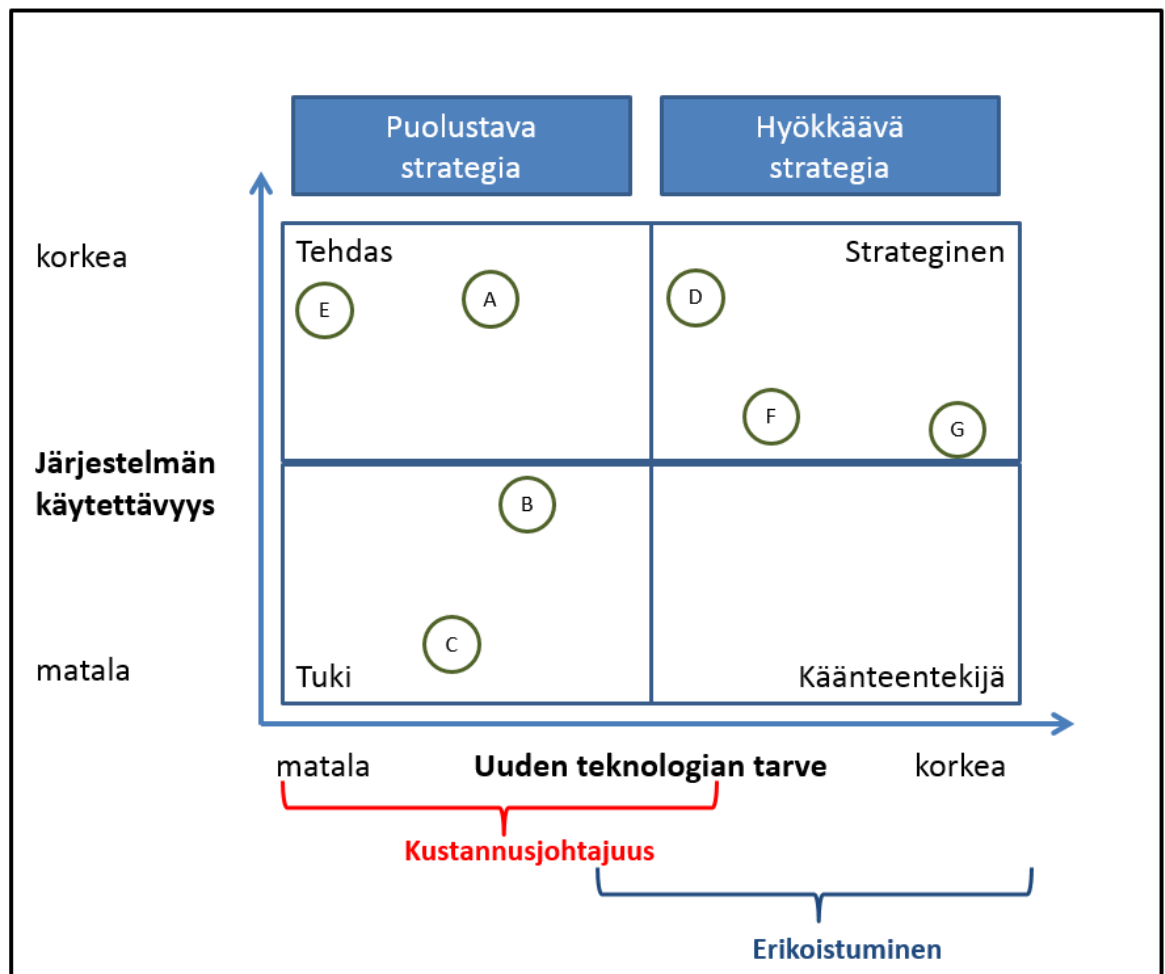 Puolustava
strategia
Hyökkäävä
strategia
korkea
Tehdas
Strateginen
E
A
D
F
G
Järjestelmän
käytettävyys
B
C
matala
Tuki
Käänteentekijä
matala
Uuden teknologian tarve
korkea
Kustannusjohtajuus
Erikoistuminen